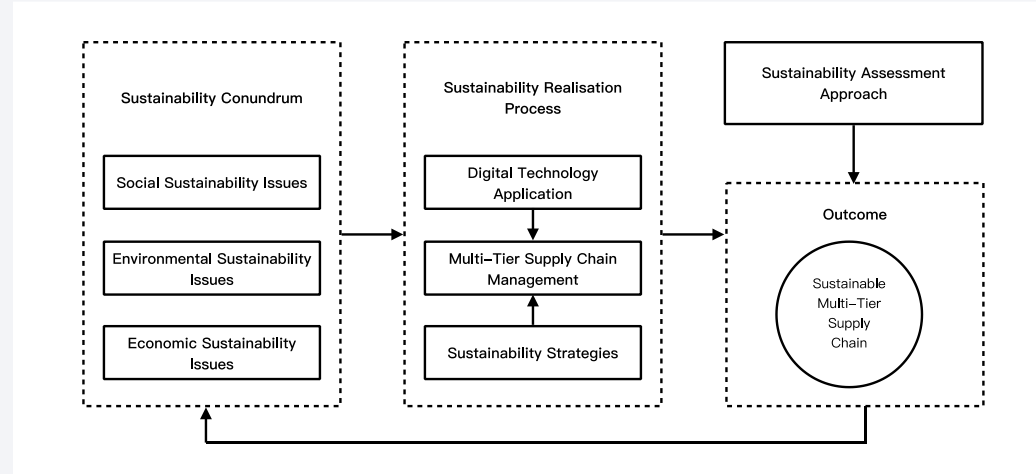 Sustainability Conundrum
Social Sustainability Issues
Environmental Sustainability
Issues
Economic Sustainability
Issues
Sustainability Realisation
Process
Digital Technology
Application
Multi–Tier Supply Chain
Management
Sustainability Strategies
Sustainability Assessment
Approach
Outcome
Sustainable
Multi–Tier
Supply
Chain